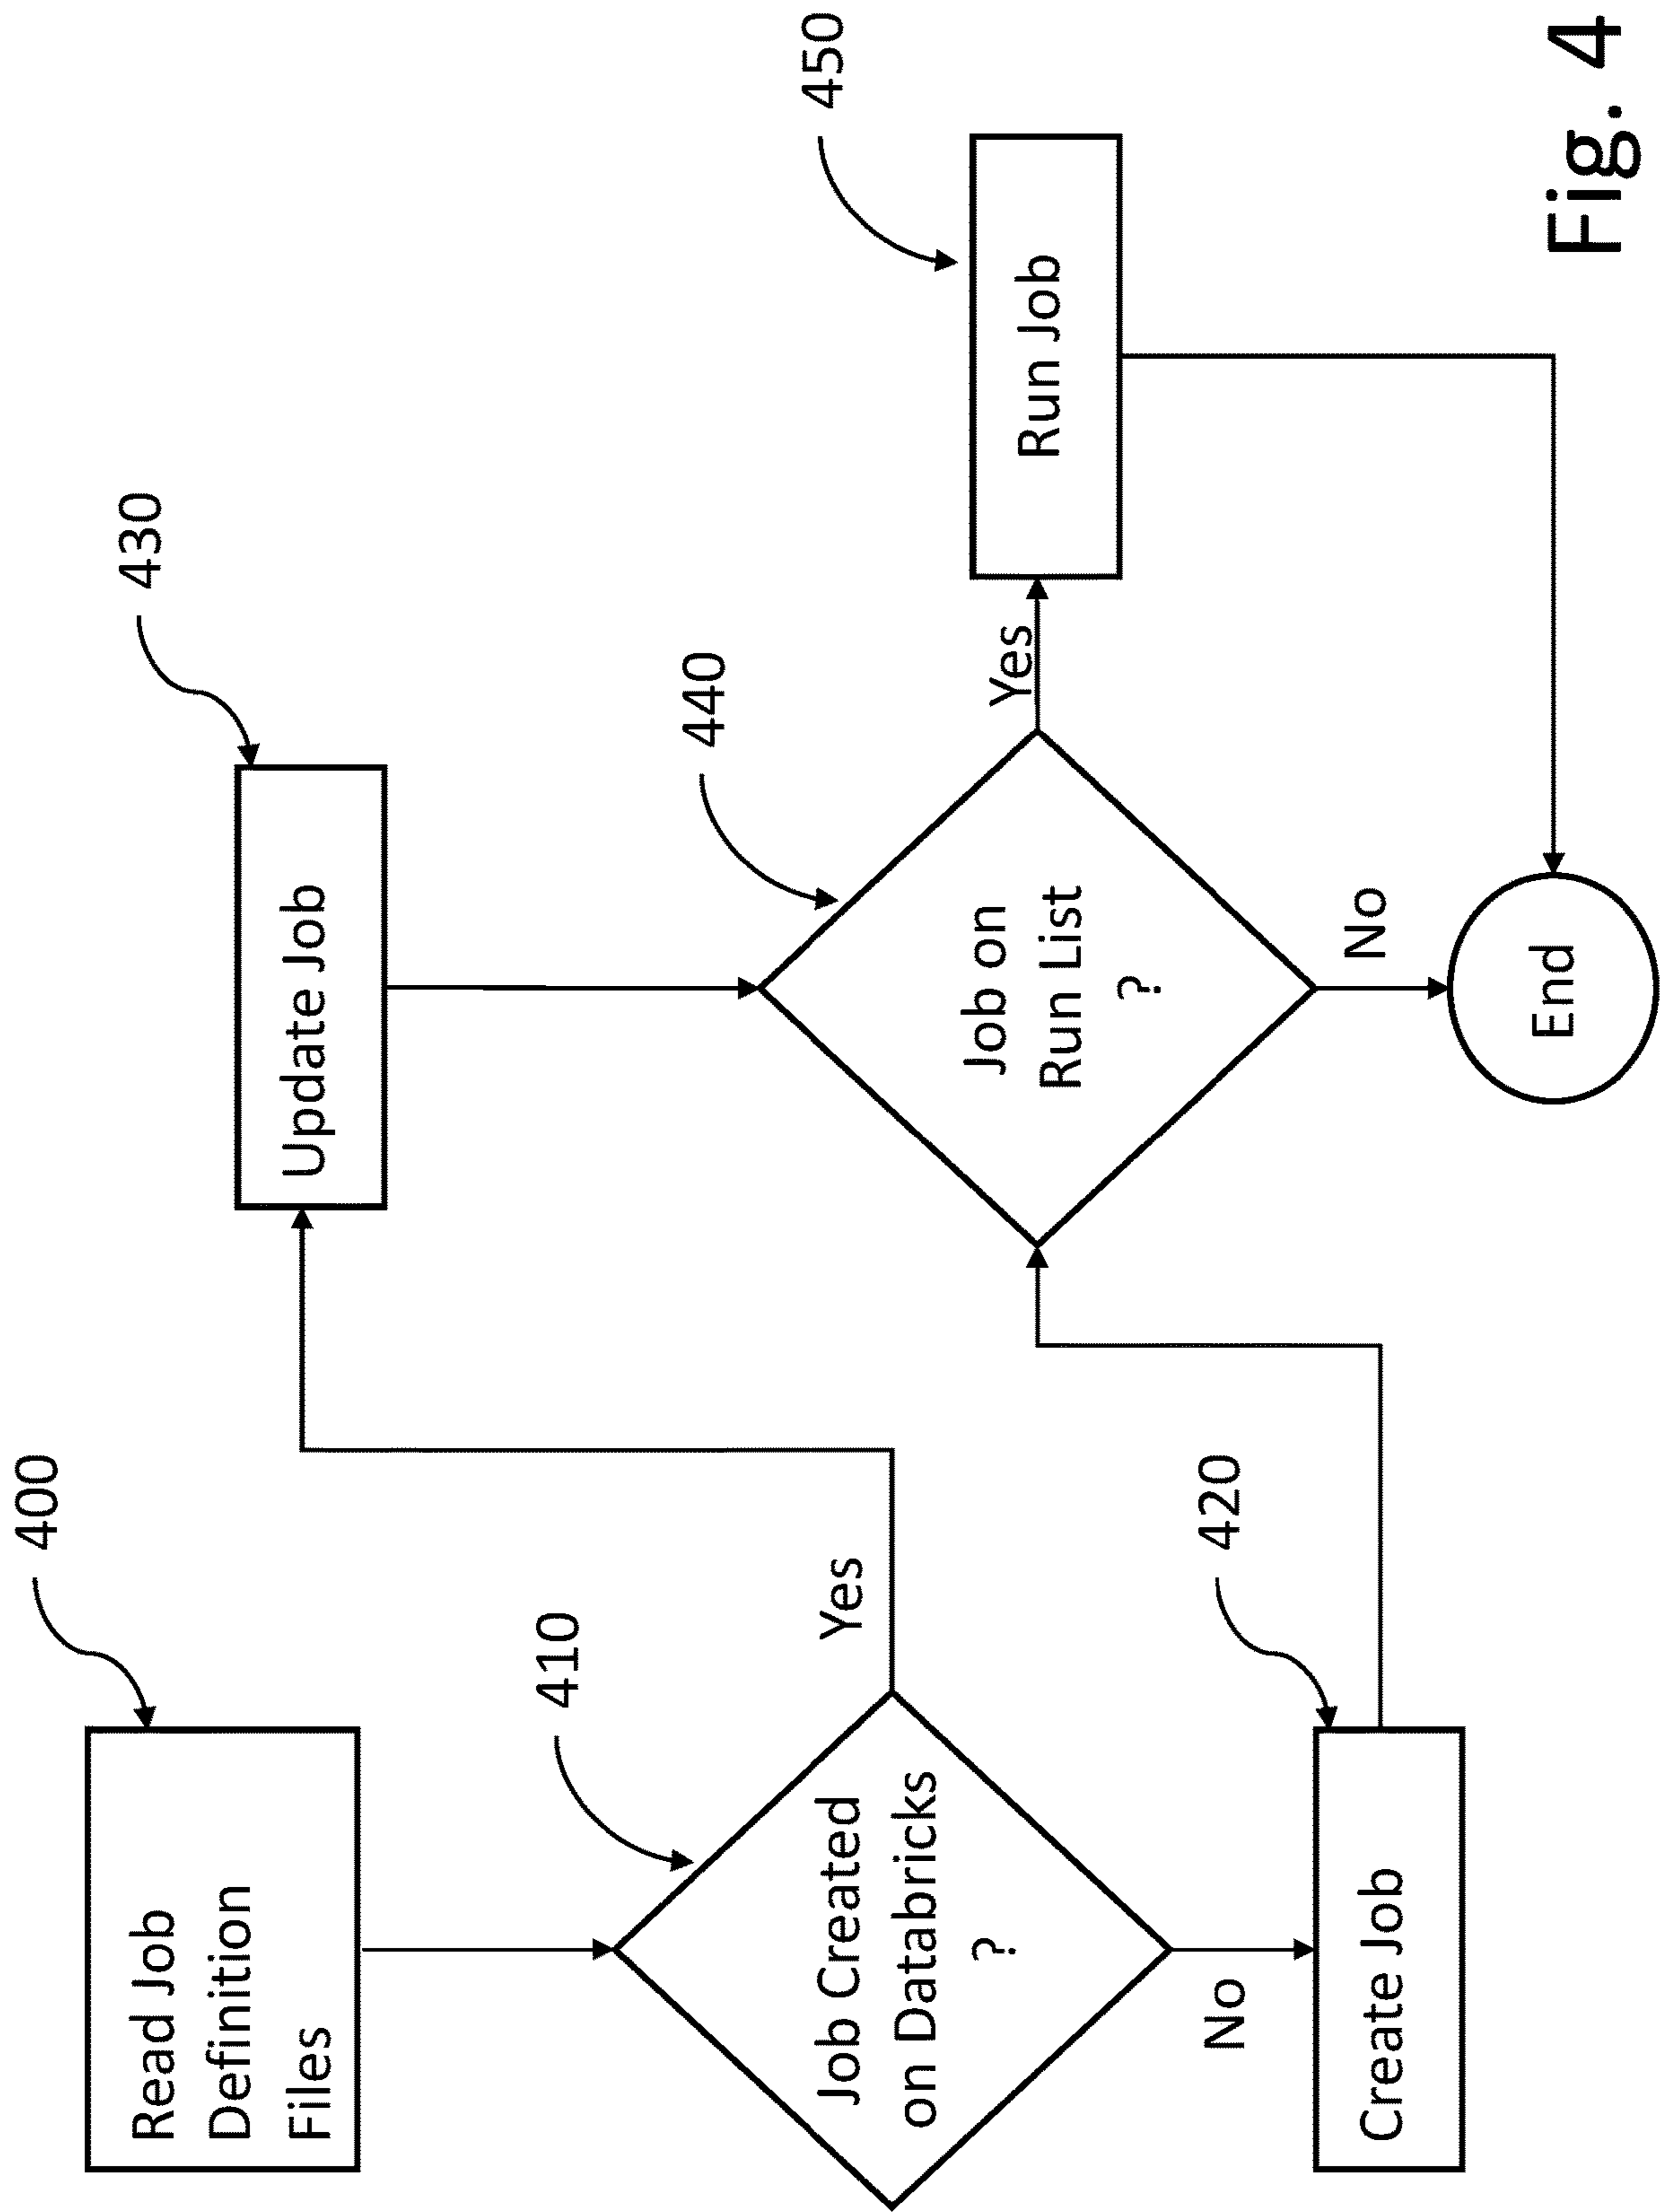 400
Read Job
Definition
Files
410
Job Created
on Databricks
?
Yes
No
420
Create Job
430
Update Job
440
Job on
Run List
?
Yes
No
450
Run Job
End
Fig. 4